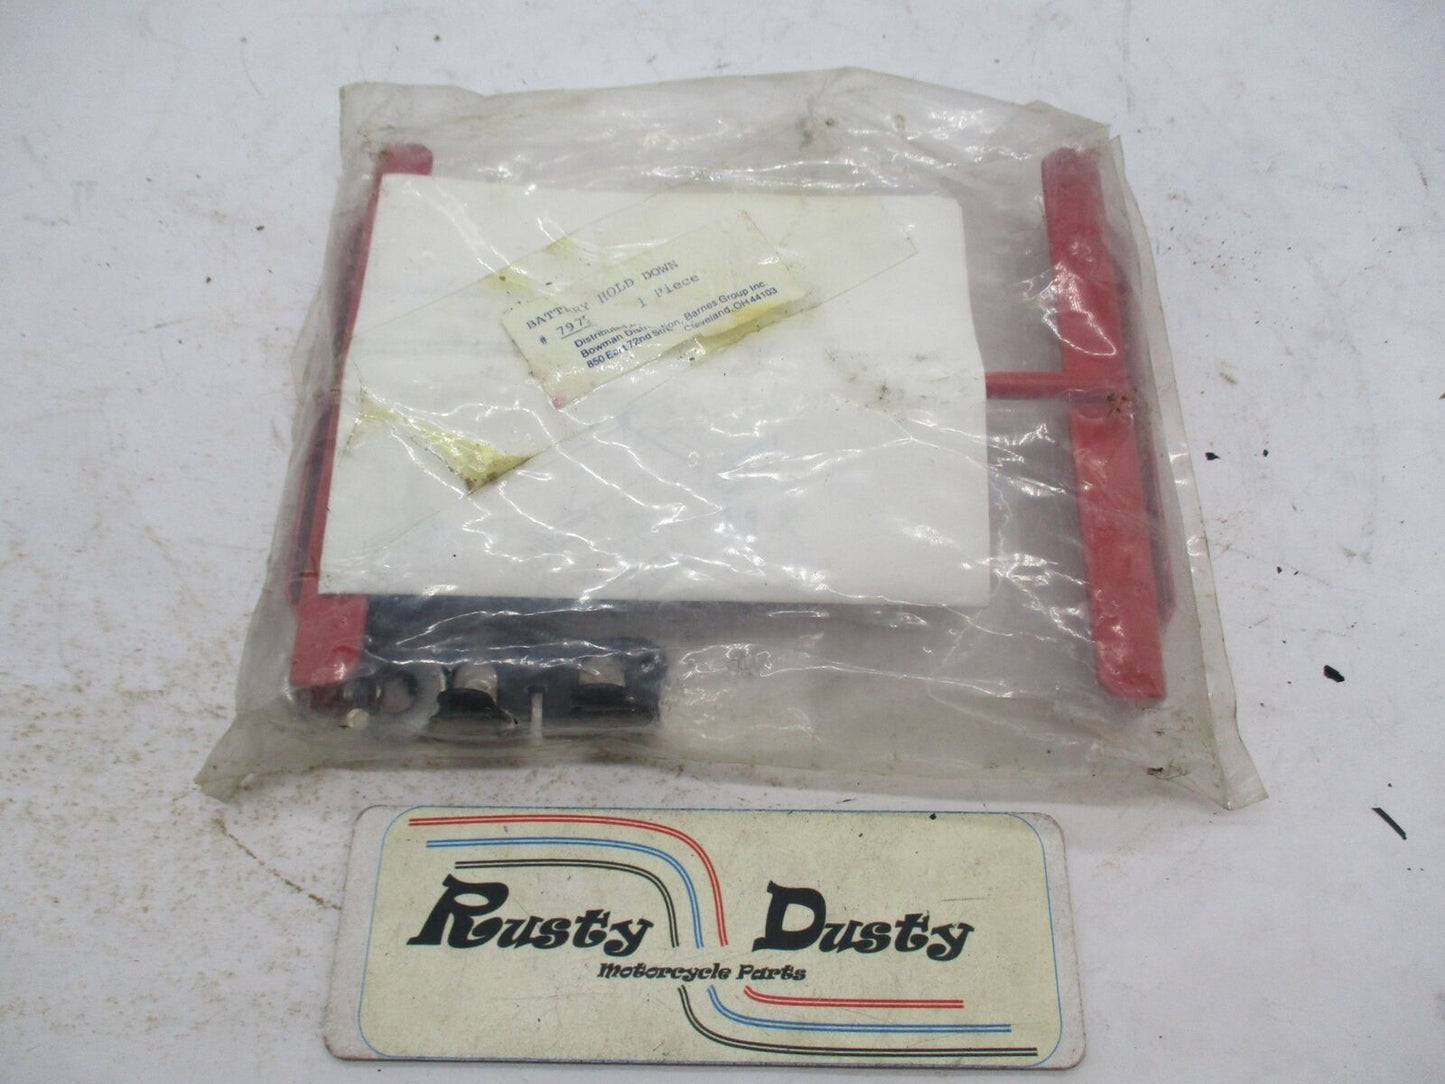 BATTERY HOLD DOWN
# 797 1 Piece
Bowman Distribution, Barnes Group Inc.
850 East 72nd St. Cleveland, OH 44103
Rusty Dusty
Motorcycle Parts